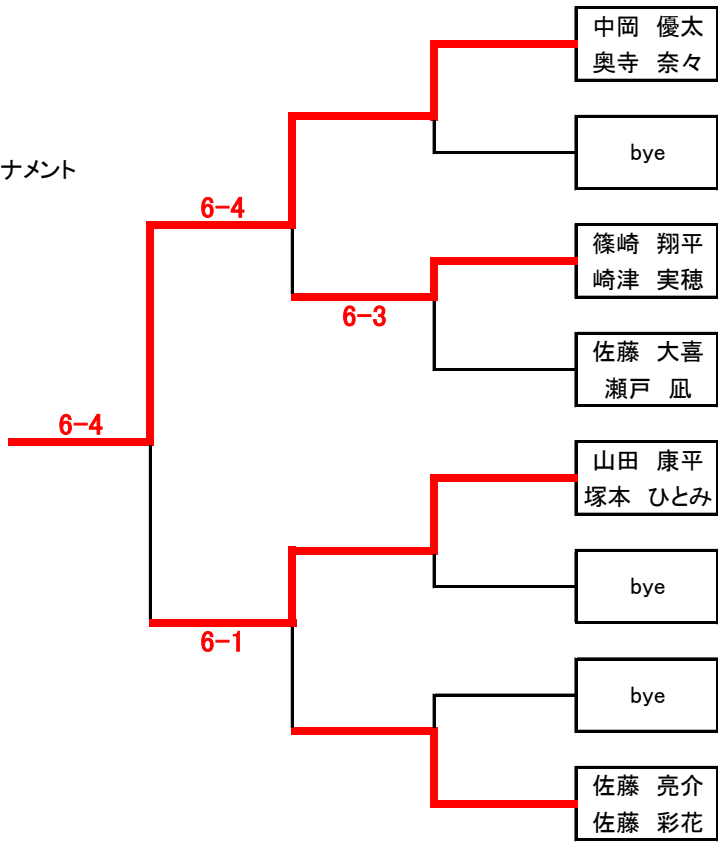 中岡 優太
奥寺 奈々
bye
ナメント
6-4
篠崎 翔平
崎津 実穂
6-3
佐藤 大喜
瀬戸 凪
6-4
山田 康平
塚本 ひとみ
bye
6-1
bye
佐藤 亮介
佐藤 彩花